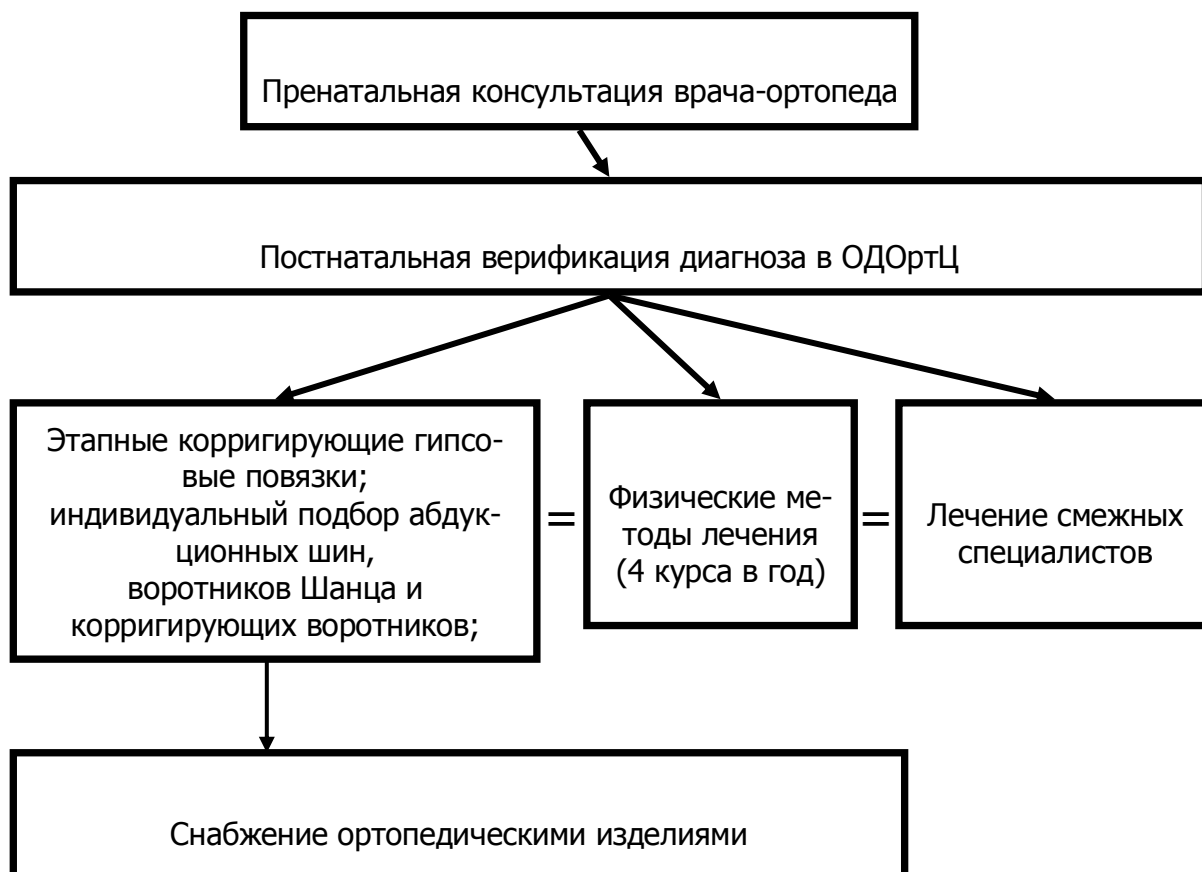 Пренатальная консультация врача-ортопеда
Постнатальная верификация диагноза в ОДОртЦ
Этапные корригирующие гипсо-
вые повязки;
индивидуальный подбор абдук-
ционных шин,
воротников Шанца и
корригирующих воротников;
=
Физические ме-
тоды лечения
(4 курса в год)
=
Лечение смежных
специалистов
Снабжение ортопедическими изделиями